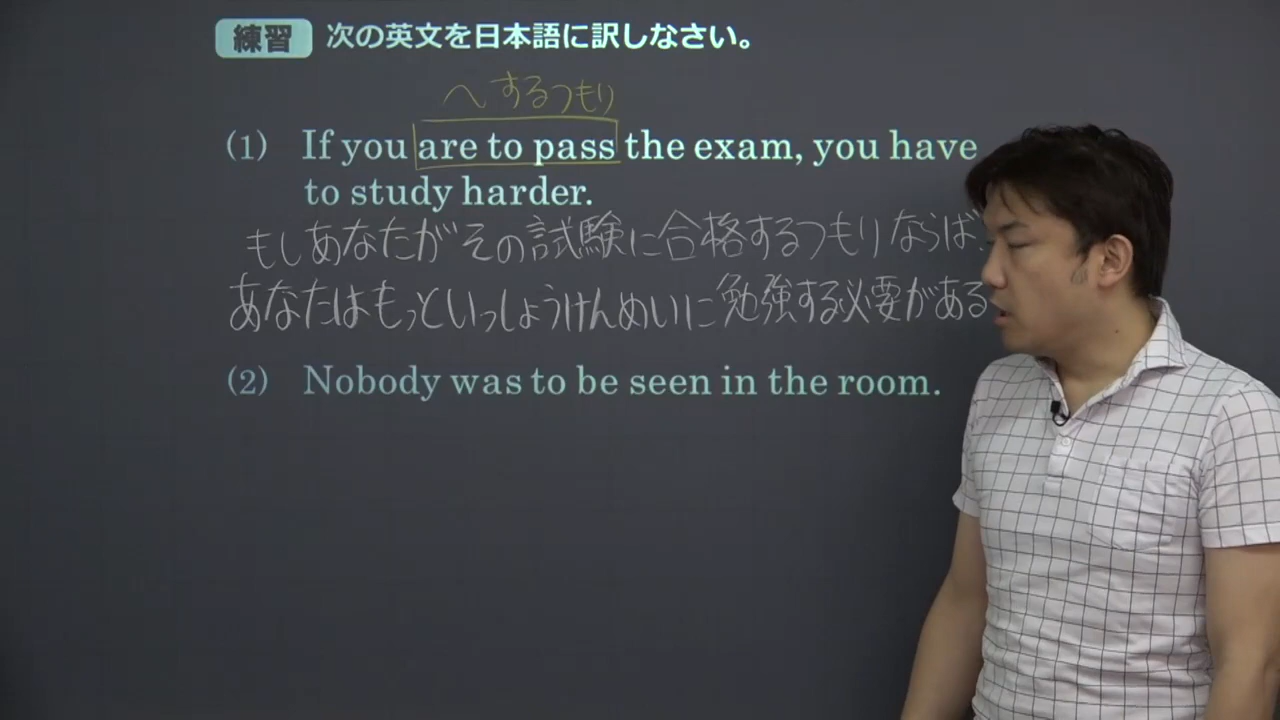 練習 次の英文を日本語に訳しなさい。
〜するつもり
(1) If you are to pass the exam, you have
to study harder.
もしあなたがその試験に合格するつもりならば、
あなたはもっといっしょうけんめいに勉強する必要がある
(2) Nobody was to be seen in the room.